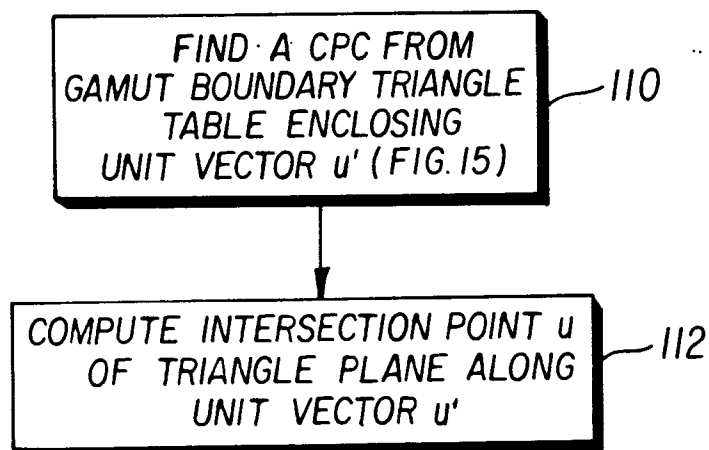 FIND A CPC FROM
GAMUT BOUNDARY TRIANGLE
TABLE ENCLOSING
UNIT VECTOR u' (FIG. 15)
110
COMPUTE INTERSECTION POINT u
OF TRIANGLE PLANE ALONG
UNIT VECTOR u'
112